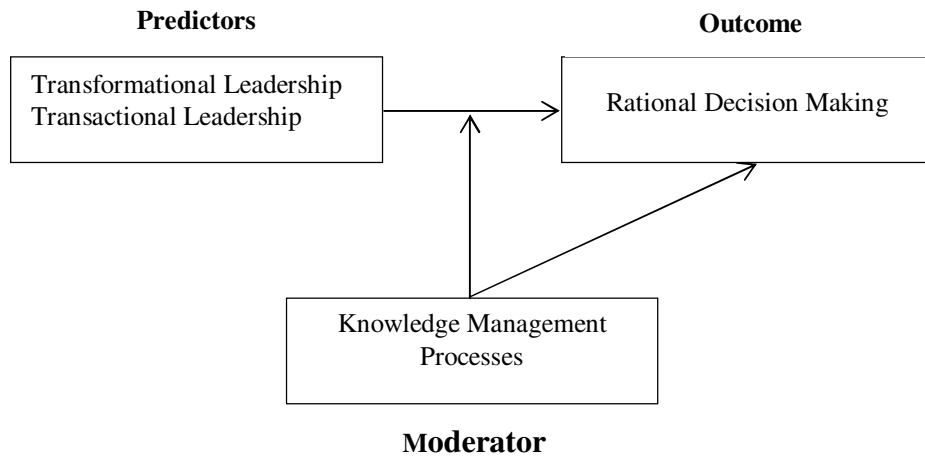 Predictors
Outcome
Transformational Leadership
Transactional Leadership
Rational Decision Making
Knowledge Management
Processes
Moderator